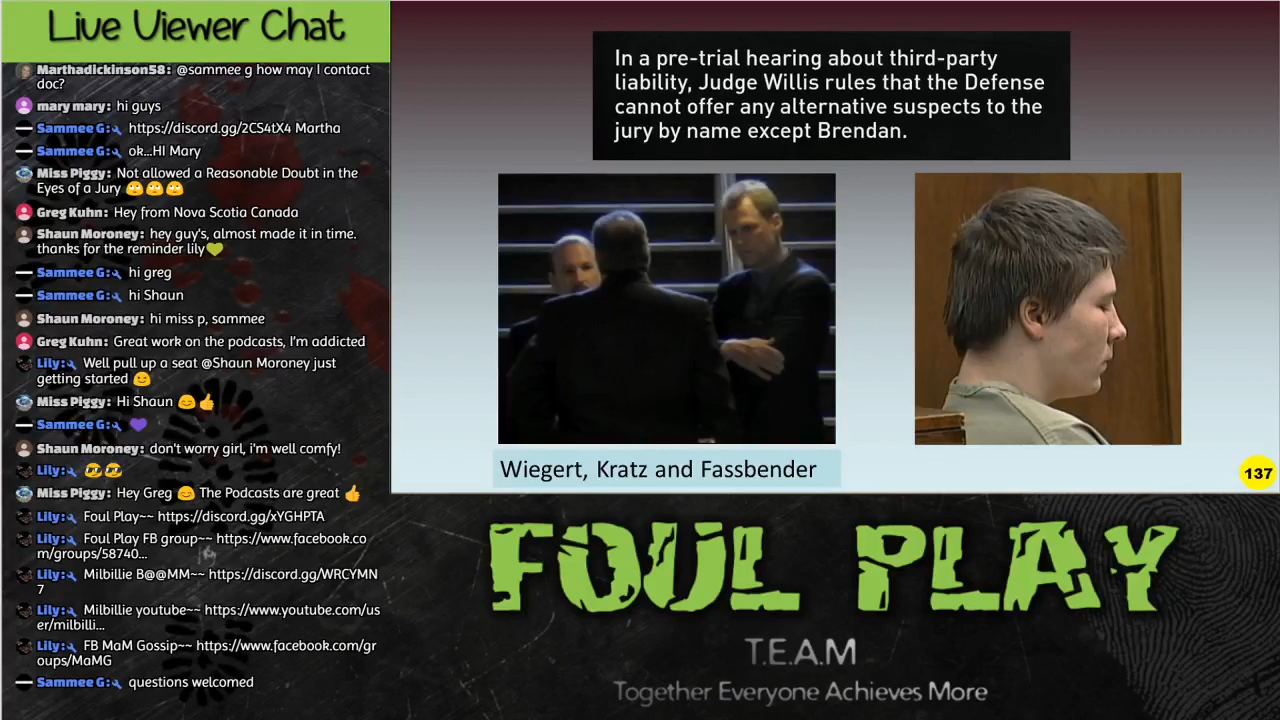 Live Viewer Chat
Marthadickinson58: @sammee g how may I contact
doc?
mary mary: hi guys
Sammee G: https://discord.gg/2CS4tX4 Martha
Sammee G: ok...HI Mary
Miss Piggy: Not allowed a Reasonable Doubt in the
Eyes of a Jury 🙄🙄🙄
Greg Kuhn: Hey from Nova Scotia Canada
Shaun Moroney: hey guy's, almost made it in time.
thanks for the reminder lily💚
Sammee G: hi greg
Sammee G: hi Shaun
Shaun Moroney: hi miss p, sammee
Greg Kuhn: Great work on the podcasts, I'm addicted
Lily: Well pull up a seat @Shaun Moroney just
getting started 😊
Miss Piggy: Hi Shaun 😊👍
Sammee G: 💜
Shaun Moroney: don't worry girl, i'm well comfy!
Lily: 😎😎
Miss Piggy: Hey Greg 😊 The Podcasts are great 👍
Lily: Foul Play~~ https://discord.gg/xYGHPTA
Lily: Foul Play FB group~~ https://www.facebook.co
m/groups/58740...
Lily: Milbillie B@@MM~~ https://discord.gg/WRCYMN
7
Lily: Milbillie youtube~~ https://www.youtube.com/us
er/milbilli...
Lily: FB MaM Gossip~~ https://www.facebook.com/gr
oups/MaMG
Sammee G: questions welcomed
In a pre-trial hearing about third-party
liability, Judge Willis rules that the Defense
cannot offer any alternative suspects to the
jury by name except Brendan.
Wiegert, Kratz and Fassbender
137
FOUL PLAY
T.E.A.M
Together Everyone Achieves More